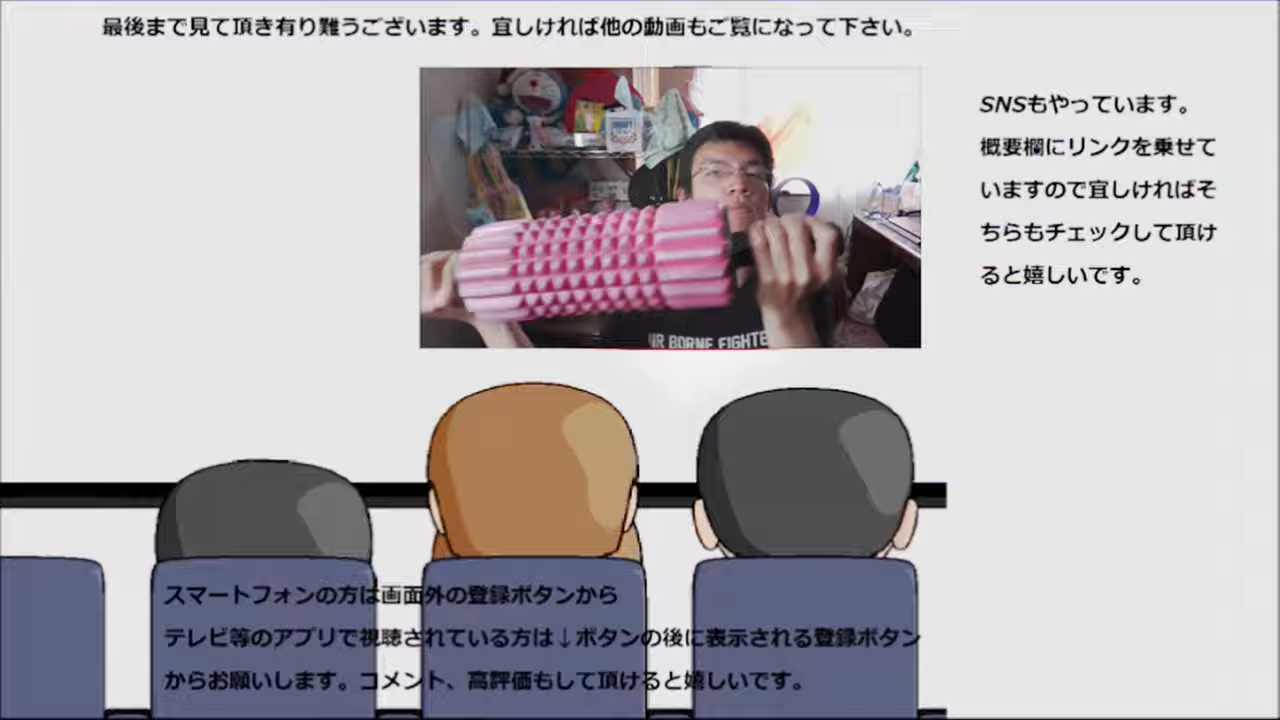 最後まで見て頂き有り難うございます。宜しければ他の動画もご覧になって下さい。
SNSもやっています。
概要欄にリンクを乗せて
いますので宜しければそ
ちらもチェックして頂け
ると嬉しいです。
BORNE FIGHTE
スマートフォンの方は画面外の登録ボタンから
テレビ等のアプリで視聴されている方は↓ボタンの後に表示される登録ボタン
からお願いします。コメント、高評価もして頂けると嬉しいです。